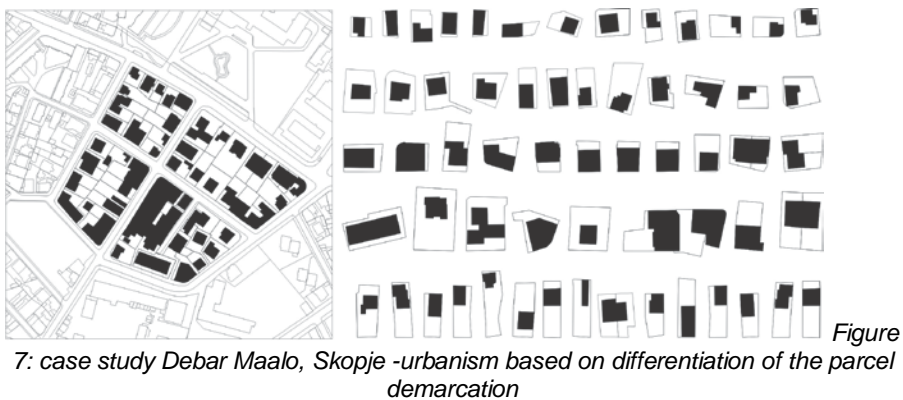 Figure
7: case study Debar Maalo, Skopje -urbanism based on differentiation of the parcel
demarcation